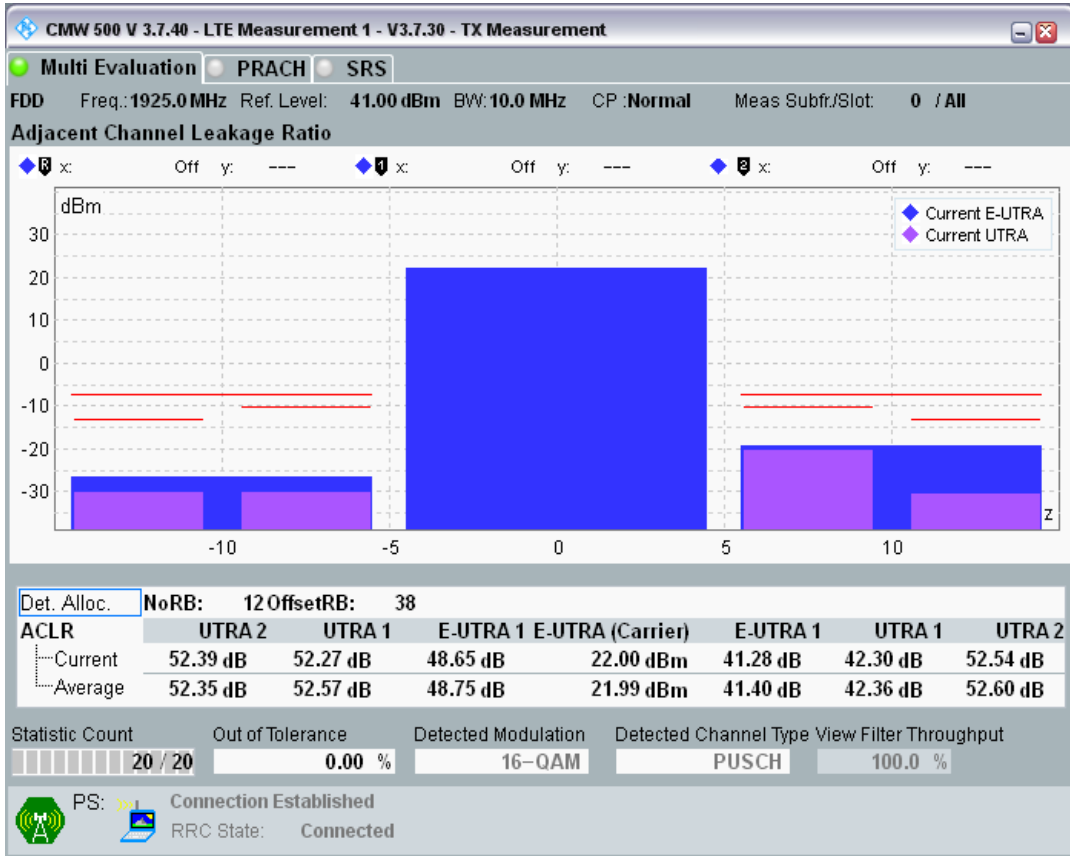 CMW 500 V 3.7.40 - LTE Measurement 1 - V3.7.30 - TX Measurement
Multi Evaluation PRACH SRS
FDD Freq.: 1925.0 MHz Ref. Level: 41.00 dBm BW: 10.0 MHz CP :Normal Meas Subfr./Slot: 0 / All
Adjacent Channel Leakage Ratio
R x: Off y: --- 1 x: Off y: --- 2 x: Off y: ---
dBm
Current E-UTRA
Current UTRA
30
20
10
0
-10
-20
-30
z
-10 -5 0 5 10
Det. Alloc. NoRB: 12 OffsetRB: 38
ACLR UTRA 2 UTRA 1 E-UTRA 1 E-UTRA (Carrier) E-UTRA 1 UTRA 1 UTRA 2
Current 52.39 dB 52.27 dB 48.65 dB 22.00 dBm 41.28 dB 42.30 dB 52.54 dB
Average 52.35 dB 52.57 dB 48.75 dB 21.99 dBm 41.40 dB 42.36 dB 52.60 dB
Statistic Count Out of Tolerance Detected Modulation Detected Channel Type View Filter Throughput
20 / 20 0.00 % 16-QAM PUSCH 100.0 %
PS: Connection Established
RRC State: Connected